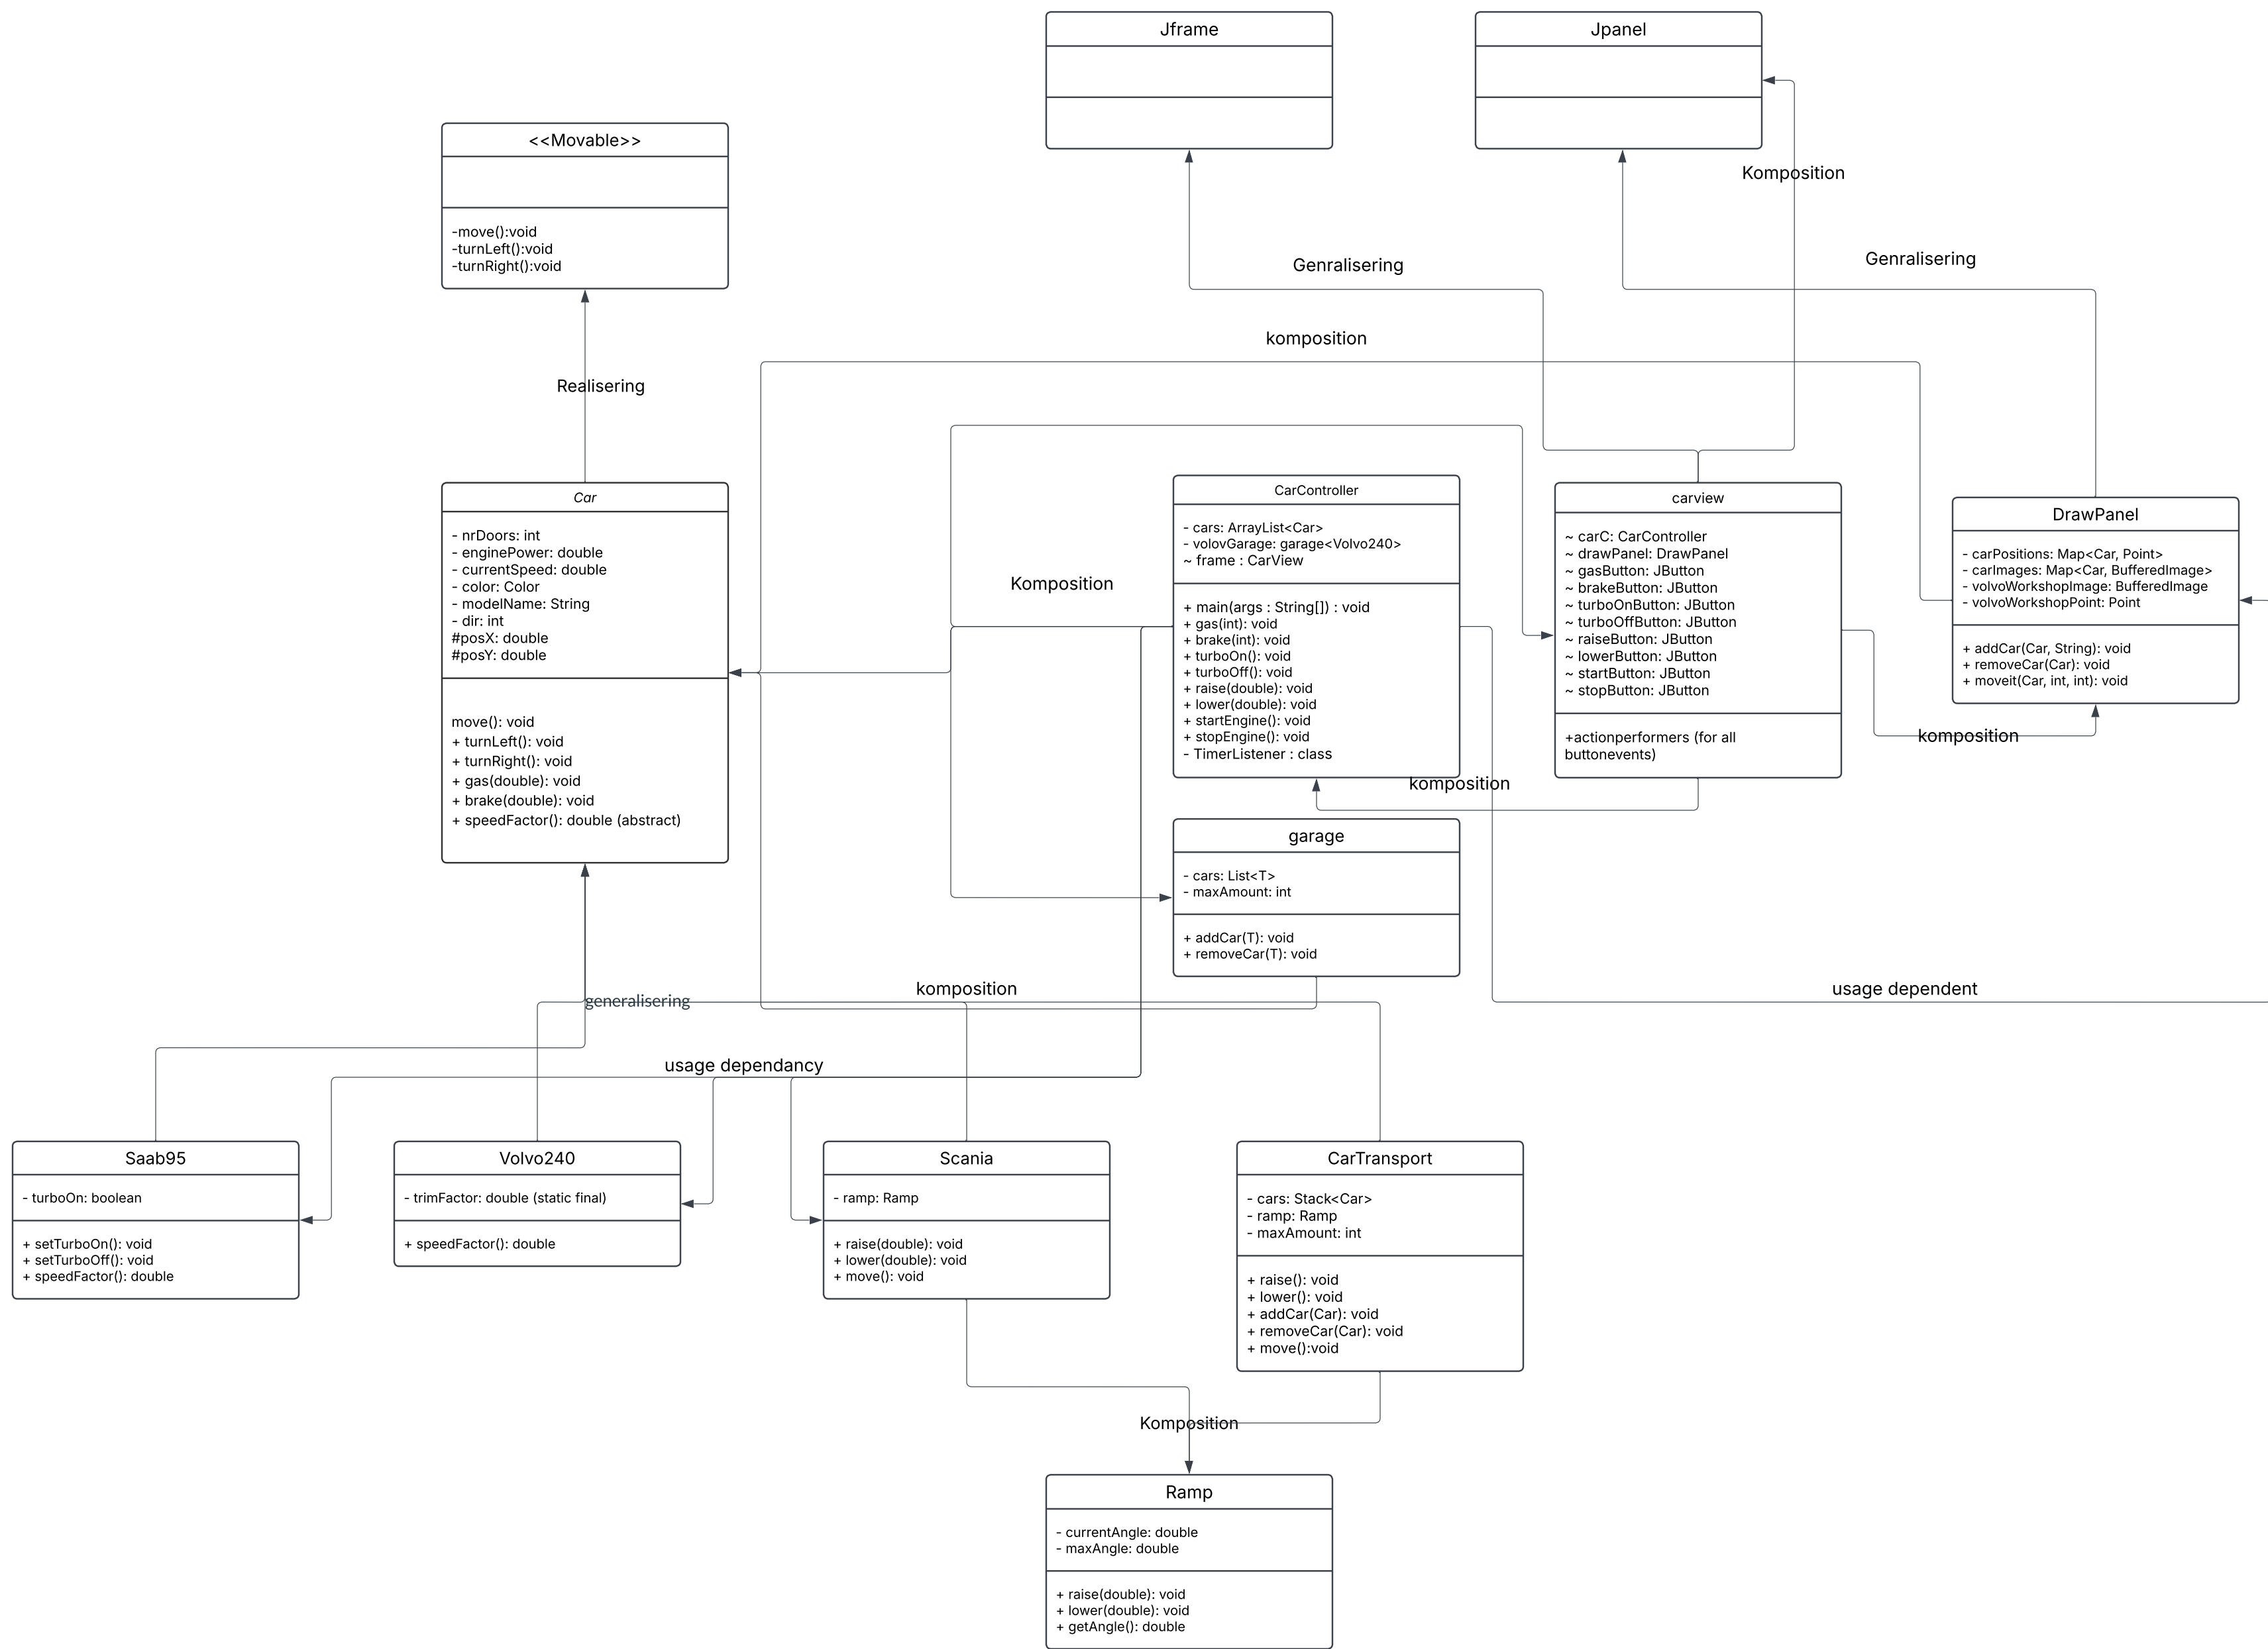 Jframe
Jpanel
<<Movable>>
-move():void
-turnLeft():void
-turnRight():void
Komposition
Genralisering
Genralisering
komposition
Realisering
Car
- nrDoors: int
- enginePower: double
- currentSpeed: double
- color: Color
- modelName: String
- dir: int
#posX: double
#posY: double
move(): void
+ turnLeft(): void
+ turnRight(): void
+ gas(double): void
+ brake(double): void
+ speedFactor(): double (abstract)
Komposition
CarController
- cars: ArrayList<Car>
- volovGarage: garage<Volvo240>
~ frame : CarView
+ main(args : String[]) : void
+ gas(int): void
+ brake(int): void
+ turboOn(): void
+ turboOff(): void
+ raise(double): void
+ lower(double): void
+ startEngine(): void
+ stopEngine(): void
- TimerListener : class
carview
~ carC: CarController
~ drawPanel: DrawPanel
~ gasButton: JButton
~ brakeButton: JButton
~ turboOnButton: JButton
~ turboOffButton: JButton
~ raiseButton: JButton
~ lowerButton: JButton
~ startButton: JButton
~ stopButton: JButton
+actionperformers (for all
buttonevents)
DrawPanel
- carPositions: Map<Car, Point>
- carImages: Map<Car, BufferedImage>
- volvoWorkshopImage: BufferedImage
- volvoWorkshopPoint: Point
+ addCar(Car, String): void
+ removeCar(Car): void
+ moveit(Car, int, int): void
komposition
komposition
garage
- cars: List<T>
- maxAmount: int
+ addCar(T): void
+ removeCar(T): void
generalisering
komposition
usage dependent
usage dependancy
Saab95
- turboOn: boolean
+ setTurboOn(): void
+ setTurboOff(): void
+ speedFactor(): double
Volvo240
- trimFactor: double (static final)
+ speedFactor(): double
Scania
- ramp: Ramp
+ raise(double): void
+ lower(double): void
+ move(): void
CarTransport
- cars: Stack<Car>
- ramp: Ramp
- maxAmount: int
+ raise(): void
+ lower(): void
+ addCar(Car): void
+ removeCar(Car): void
+ move():void
Komposition
Ramp
- currentAngle: double
- maxAngle: double
+ raise(double): void
+ lower(double): void
+ getAngle(): double